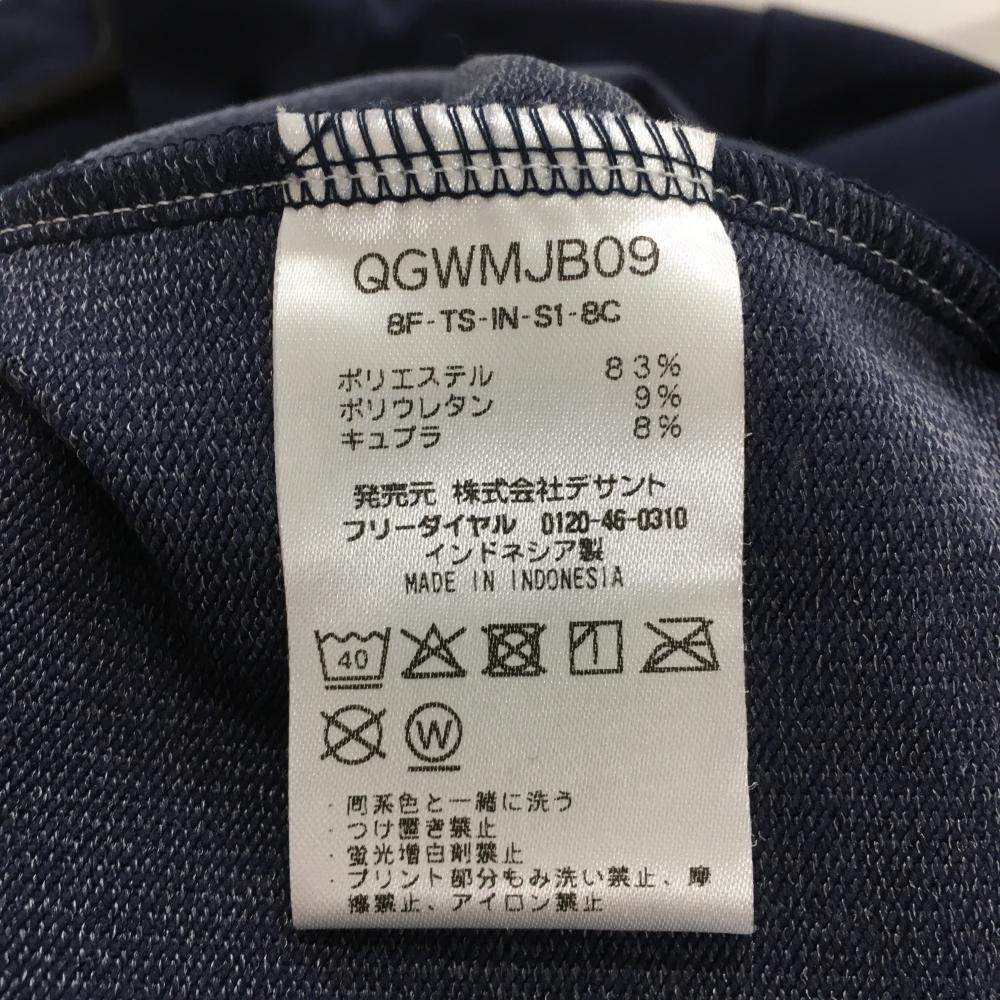 QGWMJB09
8F-TS-IN-S1-8C
ポリエステル 83%
ポリウレタン 9%
キュプラ 8%
発売元 株式会社デサント
フリーダイヤル 0120-46-0310
インドネシア製
MADE IN INDONESIA
40
W
・同系色と一緒に洗う
・つけ置き禁止
・蛍光増白剤禁止
・プリント部分もみ洗い禁止、摩
擦禁止、アイロン禁止